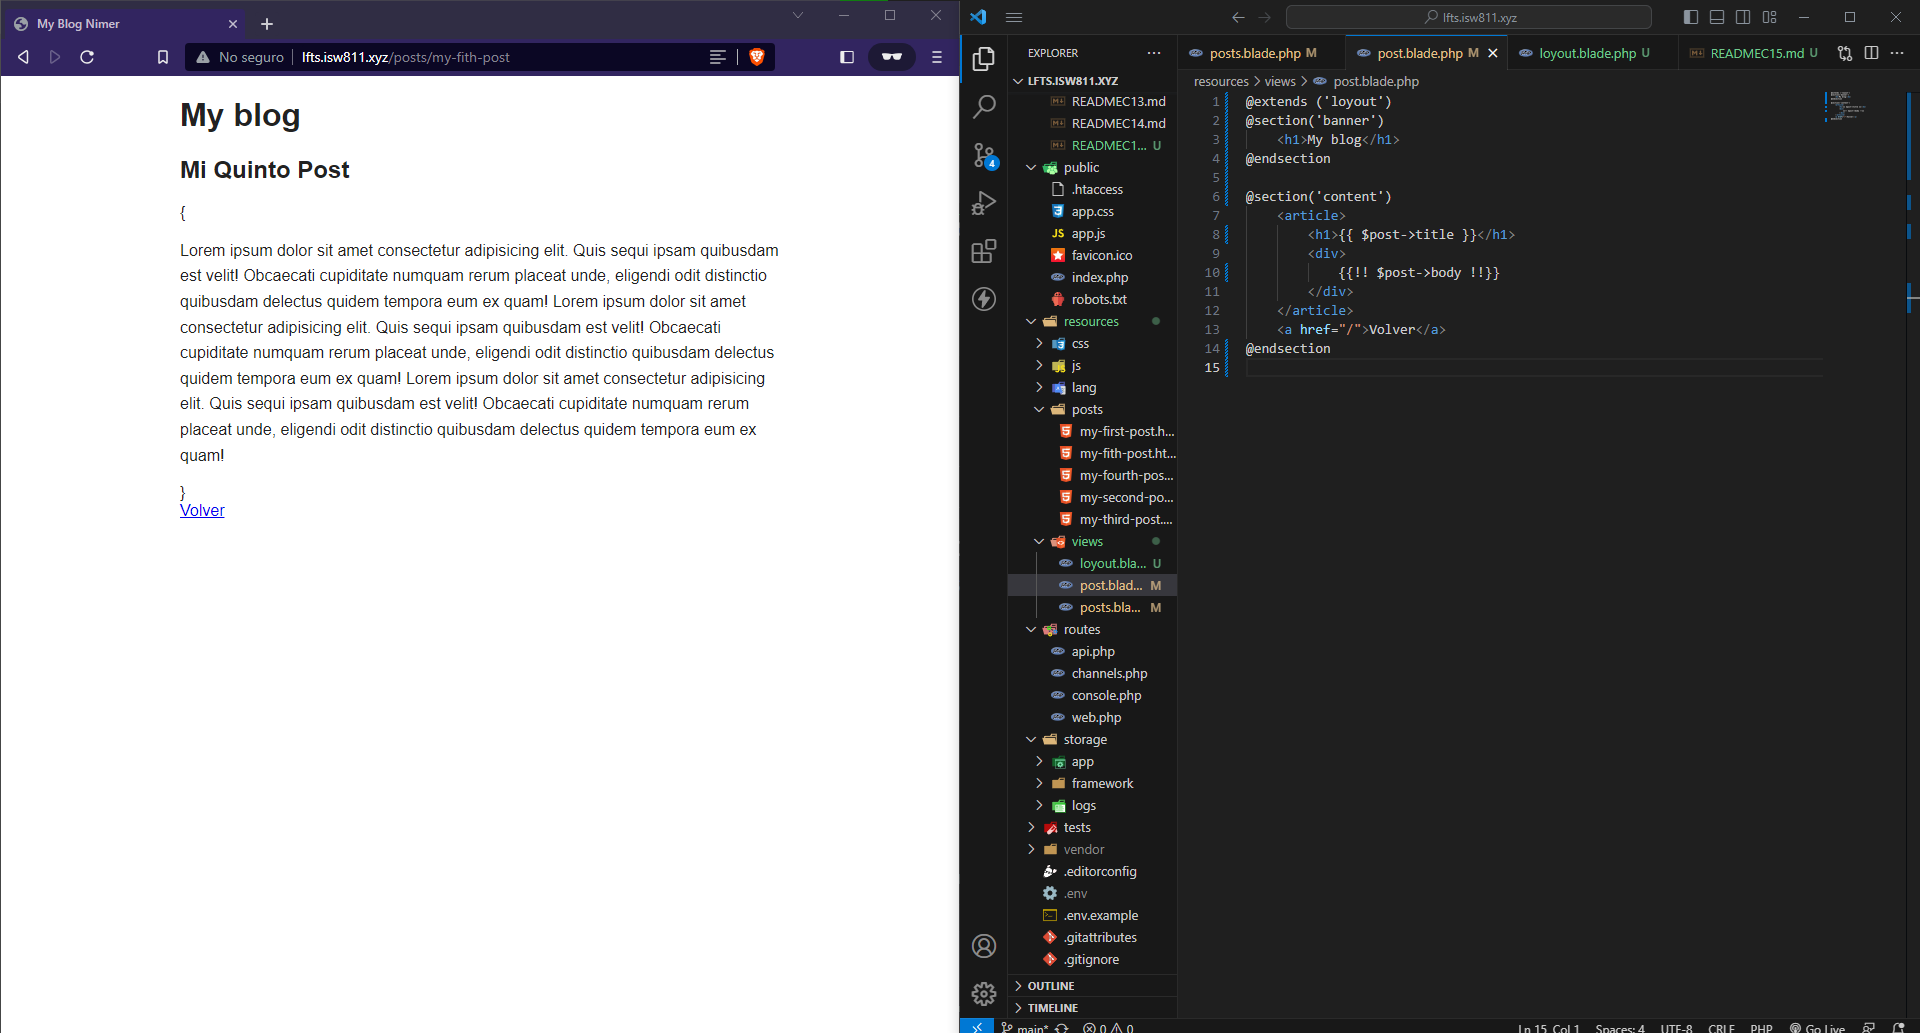 My Blog Nimer
No seguro
lfts.isw811.xyz/posts/my-fith-post
My blog
Mi Quinto Post
{
Lorem ipsum dolor sit amet consectetur adipisicing elit. Quis sequi ipsam quibusdam
est velit! Obcaecati cupiditate numquam rerum placeat unde, eligendi odit distinctio
quibusdam delectus quidem tempora eum ex quam! Lorem ipsum dolor sit amet
consectetur adipisicing elit. Quis sequi ipsam quibusdam est velit! Obcaecati
cupiditate numquam rerum placeat unde, eligendi odit distinctio quibusdam delectus
quidem tempora eum ex quam! Lorem ipsum dolor sit amet consectetur adipisicing
elit. Quis sequi ipsam quibusdam est velit! Obcaecati cupiditate numquam rerum
placeat unde, eligendi odit distinctio quibusdam delectus quidem tempora eum ex
quam!
}
Volver
lfts.isw811.xyz
4
EXPLORER
LFTS.ISW811.XYZ
README13.md
README14.md
READMEC1... U
public
.htaccess
app.css
JS app.js
favicon.ico
index.php
robots.txt
resources
css
js
lang
posts
my-first-post.h...
my-fith-post.ht...
my-fourth-pos...
my-second-po...
my-third-post....
views
loyout.bla... U
post.blad... M
posts.bla... M
routes
api.php
channels.php
console.php
web.php
storage
app
framework
logs
tests
vendor
.editorconfig
.env
.env.example
.gitattributes
.gitignore
OUTLINE
TIMELINE
posts.blade.php M
post.blade.php M
loyout.blade.php U
READMEC15.md U
resources > views > post.blade.php
1 @extends ('loyout')
2 @section('banner')
3 <h1>My blog</h1>
4 @endsection
5
6 @section('content')
7 <article>
8 <h1>{{ $post->title }}</h1>
9 <div>
10 {{!! $post->body !!}}
11 </div>
12 </article>
13 <a href="/">Volver</a>
14 @endsection
15
main* 0 0
Ln 15, Col 1 Spaces: 4 UTF-8 CRLF PHP Go Live